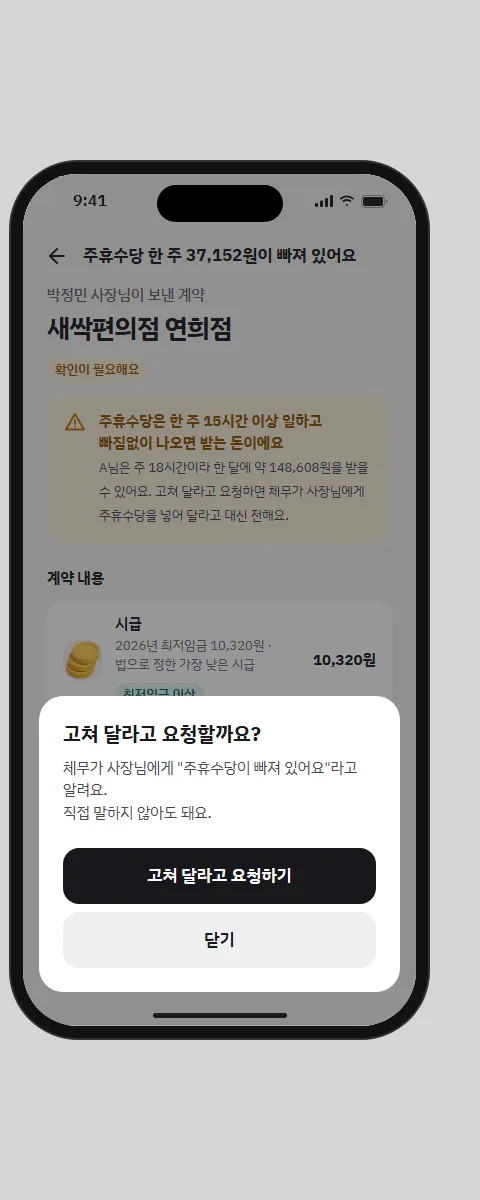 9:41
주휴수당 한 주 37,152원이 빠져 있어요
박정민 사장님이 보낸 계약
새싹편의점 연희점
확인이 필요해요
주휴수당은 한 주 15시간 이상 일하고
빠짐없이 나오면 받는 돈이에요
A님은 주 18시간이라 한 달에 약 148,608원을 받을
수 있어요. 고쳐 달라고 요청하면 체무가 사장님에게
주휴수당을 넣어 달라고 대신 전해요.
계약 내용
시급
2026년 최저임금 10,320원 ·
법으로 정한 가장 낮은 시급
10,320원
최저임금 이상
고쳐 달라고 요청할까요?
체무가 사장님에게 "주휴수당이 빠져 있어요"라고
알려요.
직접 말하지 않아도 돼요.
고쳐 달라고 요청하기
닫기